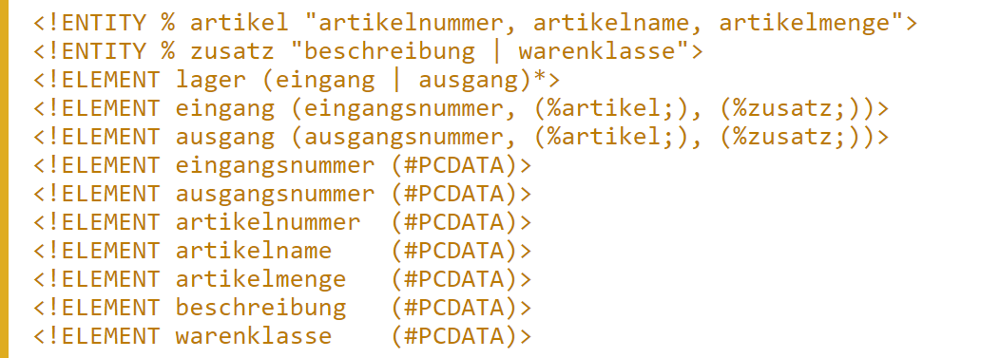 <!ENTITY % artikel "artikelnummer, artikelname, artikelmenge">
<!ENTITY % zusatz "beschreibung | warenklasse">
<!ELEMENT lager (eingang | ausgang)*>
<!ELEMENT eingang (eingangsnummer, (%artikel;), (%zusatz;))>
<!ELEMENT ausgang (ausgangsnummer, (%artikel;), (%zusatz;))>
<!ELEMENT eingangsnummer (#PCDATA)>
<!ELEMENT ausgangsnummer (#PCDATA)>
<!ELEMENT artikelnummer  (#PCDATA)>
<!ELEMENT artikelname    (#PCDATA)>
<!ELEMENT artikelmenge   (#PCDATA)>
<!ELEMENT beschreibung   (#PCDATA)>
<!ELEMENT warenklasse    (#PCDATA)>